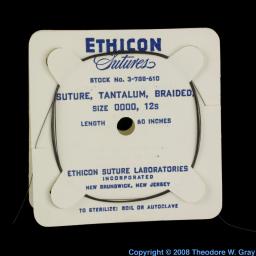 ETHICON
Sutures
STOCK No. 3-788-610
SUTURE, TANTALUM, BRAIDED
SIZE 0000, 12s
LENGTH 60 INCHES
ETHICON SUTURE LABORATORIES
INCORPORATED
NEW BRUNSWICK, NEW JERSEY
TO STERILIZE: BOIL OR AUTOCLAVE
Copyright © 2008 Theodore W. Gray